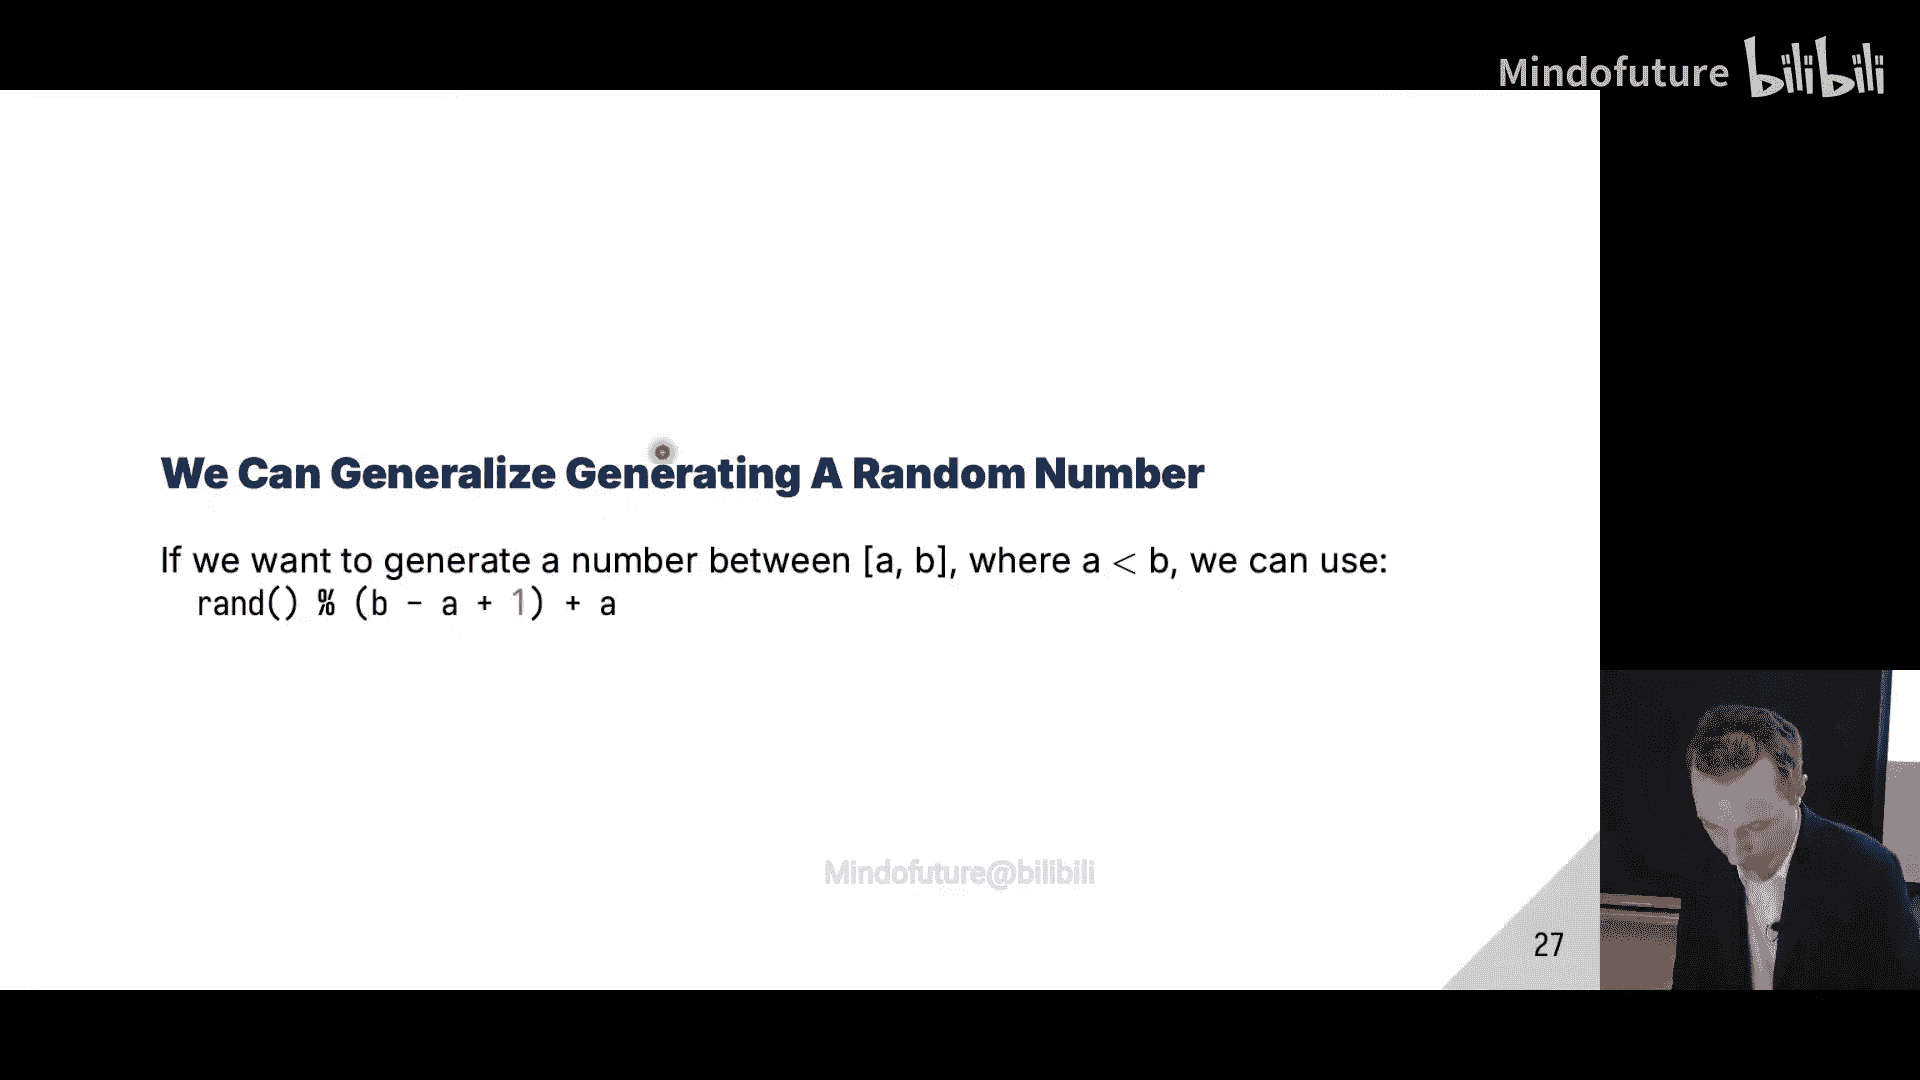 Mindofuture bilibili
We Can Generalize Generating A Random Number
If we want to generate a number between [a, b], where a < b, we can use:
rand() % (b - a + 1) + a
Mindofuture@bilibili
27